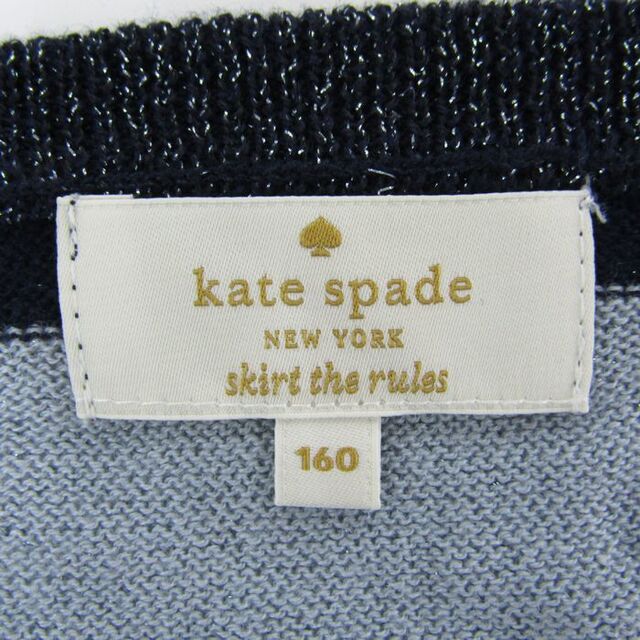 kate spade
NEW YORK
skirt the rules
160